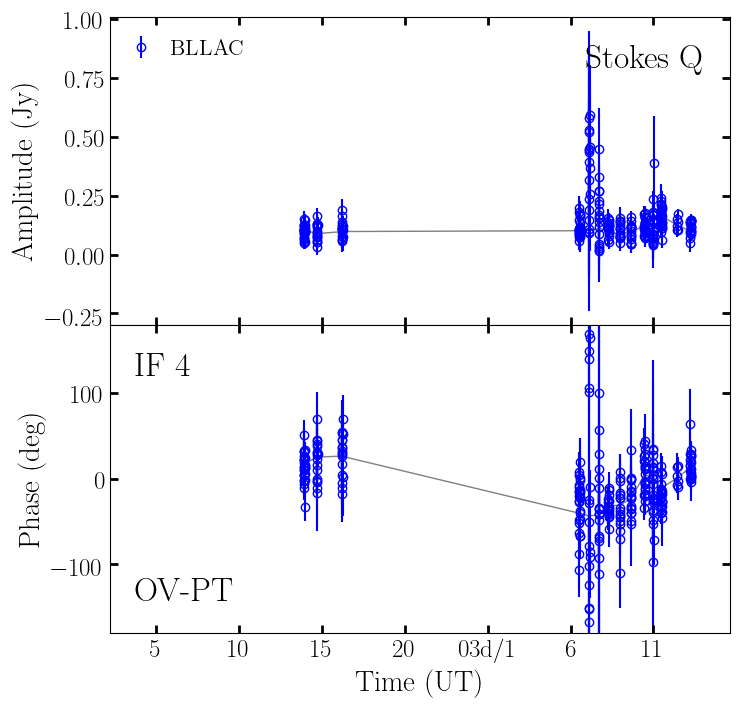 1.00
BLLAC
Stokes Q
0.75
0.50
0.25
0.00
−0.25
Amplitude (Jy)
IF 4
100
0
−100
Phase (deg)
OV-PT
5 10 15 20 03d/1 6 11
Time (UT)